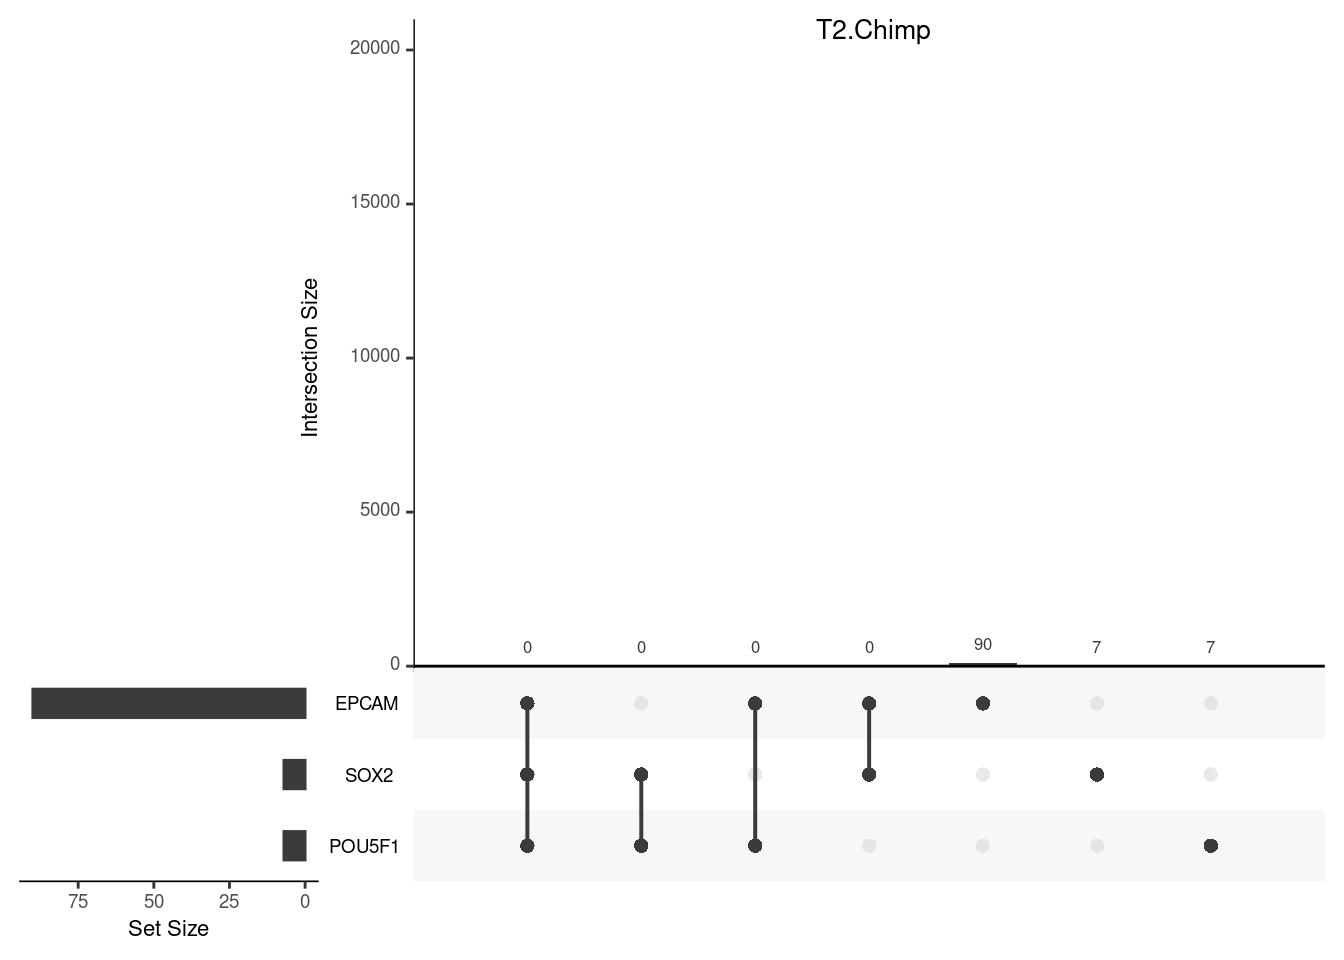 T2.Chimp
20000
15000
10000
5000
0
Intersection Size
0 0 0 0 90 7 7
EPCAM
SOX2
POU5F1
75 50 25 0
Set Size